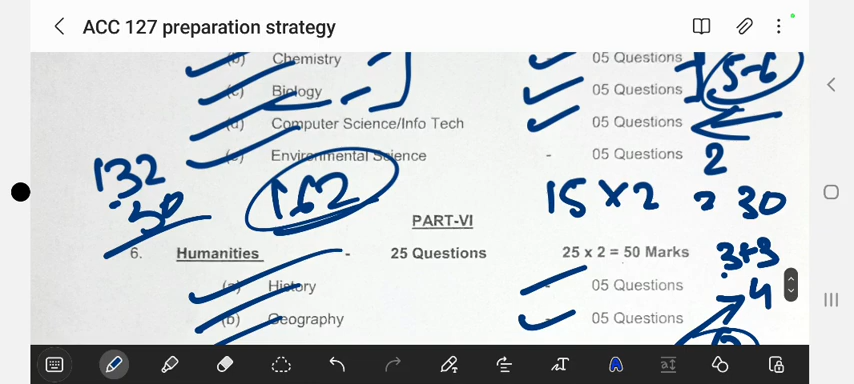 ACC 127 preparation strategy
(b) Chemistry 05 Questions 5-6
(c) Biology 05 Questions
(d) Computer Science/Info Tech 05 Questions
(e) Environmental Science - 05 Questions 2
132
30
162
15 X 2 = 30
PART-VI
6. Humanities - 25 Questions 25 x 2 = 50 Marks
3+3
(a) History - 05 Questions
4
(b) Geography - 05 Questions